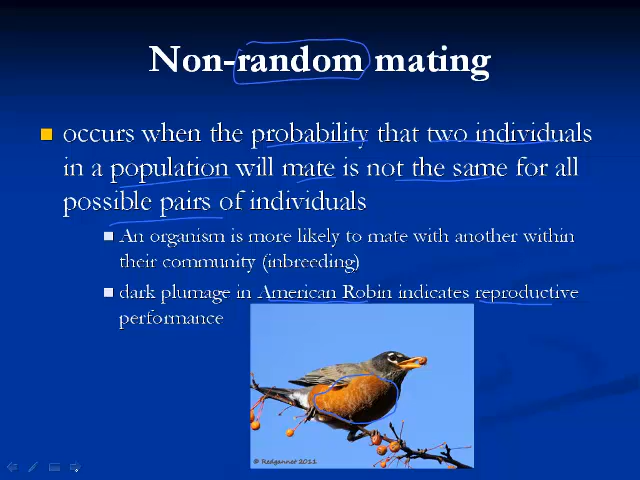 Non-random mating
occurs when the probability that two individuals
in a population will mate is not the same for all
possible pairs of individuals
An organism is more likely to mate with another within
their community (inbreeding)
dark plumage in American Robin indicates reproductive
performance
© Redgannet 2011